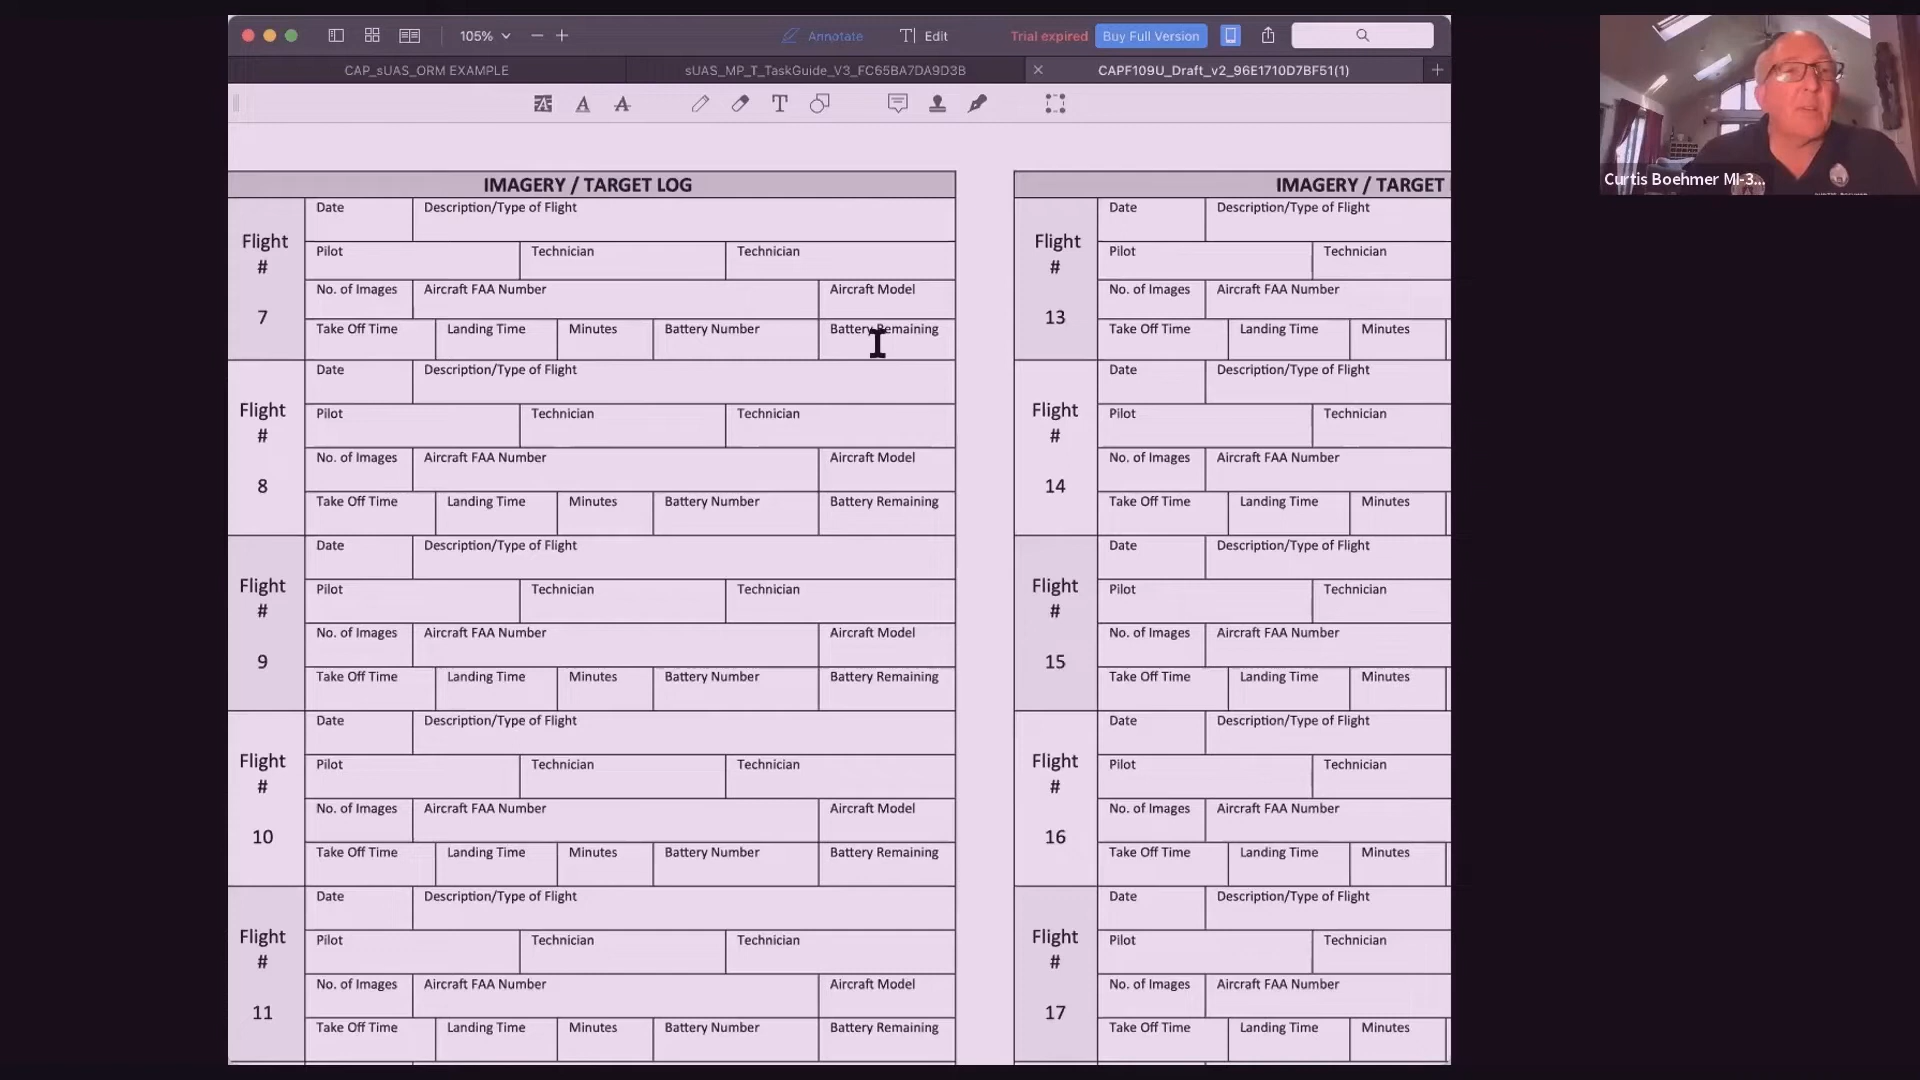 105%
Annotate
Edit
Trial expired
Buy Full Version
CAP_sUAS_ORM EXAMPLE
sUAS_MP_T_TaskGuide_V3_FC65BA7DA9D3B
CAPF109U_Draft_v2_96E1710D7BF51(1)
Curtis Boehmer MI-3...
IMAGERY / TARGET LOG
Flight # 7
Date Description/Type of Flight
Pilot Technician Technician
No. of Images Aircraft FAA Number Aircraft Model
Take Off Time Landing Time Minutes Battery Number Battery Remaining
Flight # 8
Date Description/Type of Flight
Pilot Technician Technician
No. of Images Aircraft FAA Number Aircraft Model
Take Off Time Landing Time Minutes Battery Number Battery Remaining
Flight # 9
Date Description/Type of Flight
Pilot Technician Technician
No. of Images Aircraft FAA Number Aircraft Model
Take Off Time Landing Time Minutes Battery Number Battery Remaining
Flight # 10
Date Description/Type of Flight
Pilot Technician Technician
No. of Images Aircraft FAA Number Aircraft Model
Take Off Time Landing Time Minutes Battery Number Battery Remaining
Flight # 11
Date Description/Type of Flight
Pilot Technician Technician
No. of Images Aircraft FAA Number Aircraft Model
Take Off Time Landing Time Minutes Battery Number Battery Remaining
IMAGERY / TARGET
Flight # 13
Date Description/Type of Flight
Pilot Technician
No. of Images Aircraft FAA Number
Take Off Time Landing Time Minutes
Flight # 14
Date Description/Type of Flight
Pilot Technician
No. of Images Aircraft FAA Number
Take Off Time Landing Time Minutes
Flight # 15
Date Description/Type of Flight
Pilot Technician
No. of Images Aircraft FAA Number
Take Off Time Landing Time Minutes
Flight # 16
Date Description/Type of Flight
Pilot Technician
No. of Images Aircraft FAA Number
Take Off Time Landing Time Minutes
Flight # 17
Date Description/Type of Flight
Pilot Technician
No. of Images Aircraft FAA Number
Take Off Time Landing Time Minutes